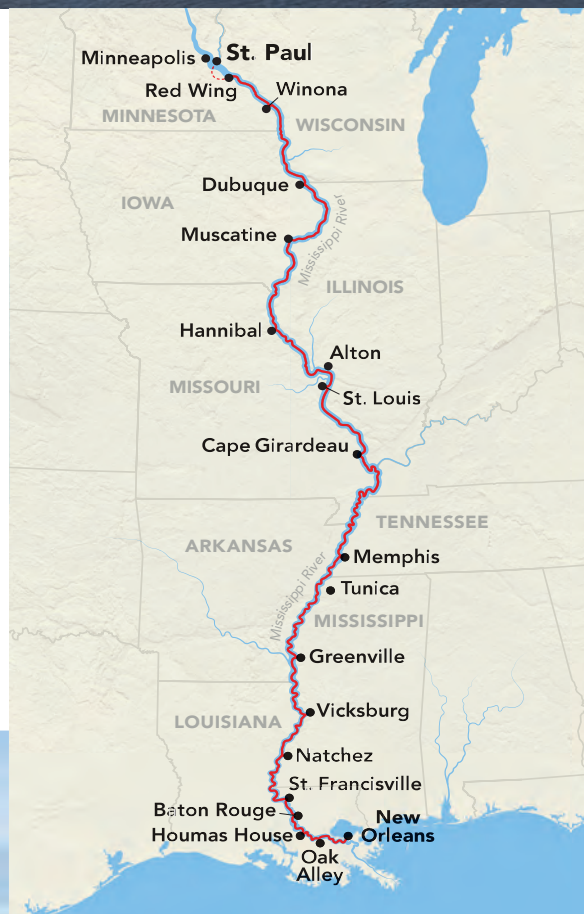 Minneapolis
St. Paul
Red Wing
Winona
MINNESOTA
WISCONSIN
Dubuque
IOWA
Mississippi River
Muscatine
ILLINOIS
Hannibal
Alton
MISSOURI
St. Louis
Cape Girardeau
TENNESSEE
ARKANSAS
Memphis
Mississippi River
Tunica
MISSISSIPPI
Greenville
Vicksburg
LOUISIANA
Natchez
St. Francisville
Baton Rouge
New
Orleans
Houmas House
Oak
Alley